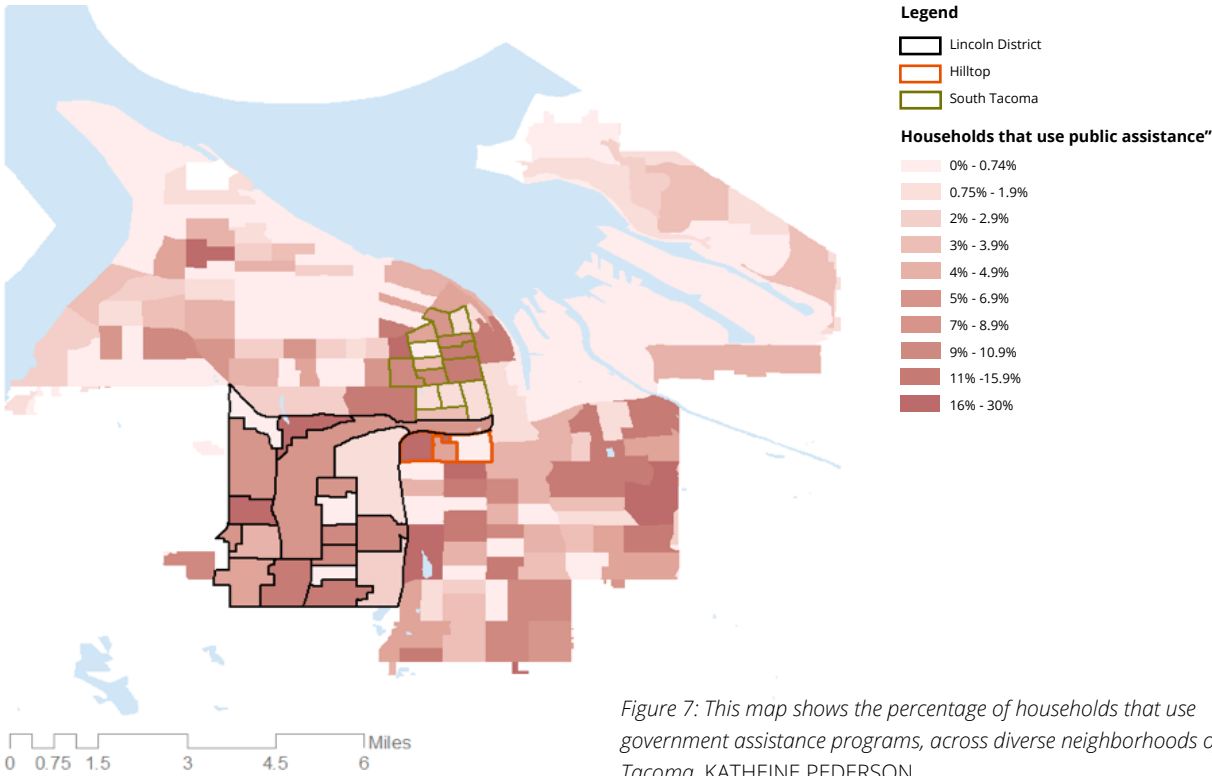 Legend
Lincoln District
Hilltop
South Tacoma
Households that use public assistance”
0% - 0.74%
0.75% - 1.9%
2% - 2.9%
3% - 3.9%
4% - 4.9%
5% - 6.9%
7% - 8.9%
9% - 10.9%
11% -15.9%
16% - 30%
0 0.75 1.5 3 4.5 6 Miles
Figure 7: This map shows the percentage of households that use
government assistance programs, across diverse neighborhoods o
Tacoma. KATHEINE PEDERSON